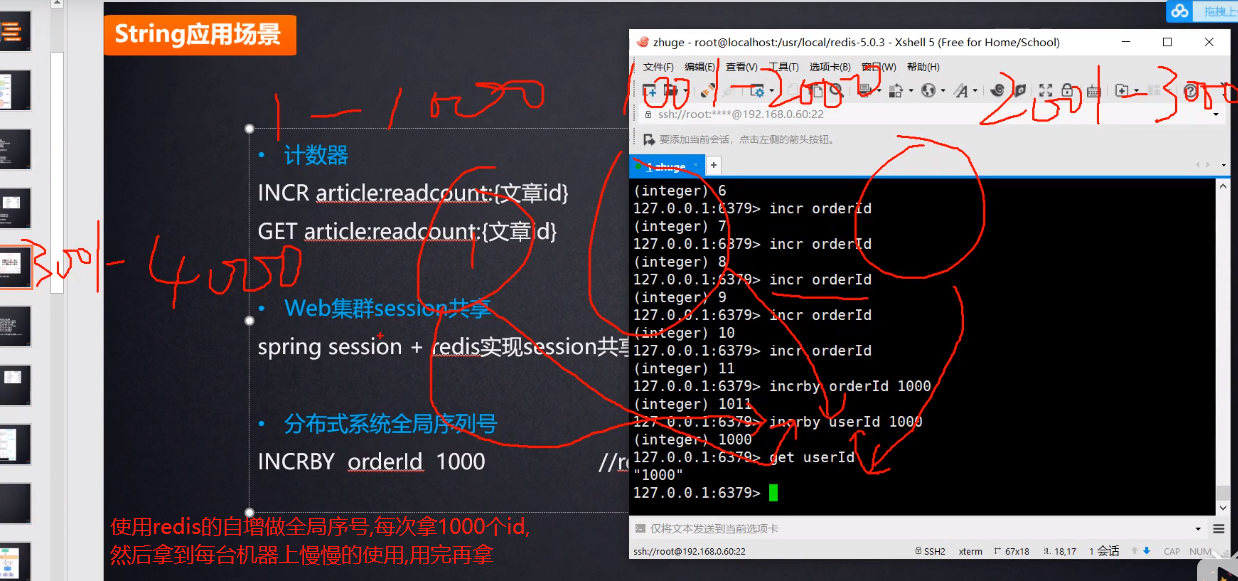 String应用场景
拖拽上
zhuge - root@localhost:/usr/local/redis-5.0.3 - Xshell 5 (Free for Home/School)
文件(F) 编辑(E) 查看(V) 工具(T) 选项卡(B) 窗口(W) 帮助(H)
1-1000
1001-2000
2001-3000
ssh://root:****@192.168.0.60:22
要添加当前会话，点击左侧的箭头按钮。
1 zhuge
• 计数器
INCR article:readcount:{文章id}
GET article:readcount:{文章id}
3001-4000
• Web集群session共享
spring session + redis实现session共享
• 分布式系统全局序列号
INCRBY orderId 1000 //re
使用redis的自增做全局序号,每次拿1000个id,
然后拿到每台机器上慢慢的使用,用完再拿
(integer) 6
127.0.0.1:6379> incr orderId
(integer) 7
127.0.0.1:6379> incr orderId
(integer) 8
127.0.0.1:6379> incr orderId
(integer) 9
127.0.0.1:6379> incr orderId
(integer) 10
127.0.0.1:6379> incr orderId
(integer) 11
127.0.0.1:6379> incrby orderId 1000
(integer) 1011
127.0.0.1:6379> incrby userId 1000
(integer) 1000
127.0.0.1:6379> get userId
"1000"
127.0.0.1:6379>
仅将文本发送到当前选项卡
ssh://root@192.168.0.60:22 SSH2 xterm 67x18 18,17 1 会话 CAP NUM